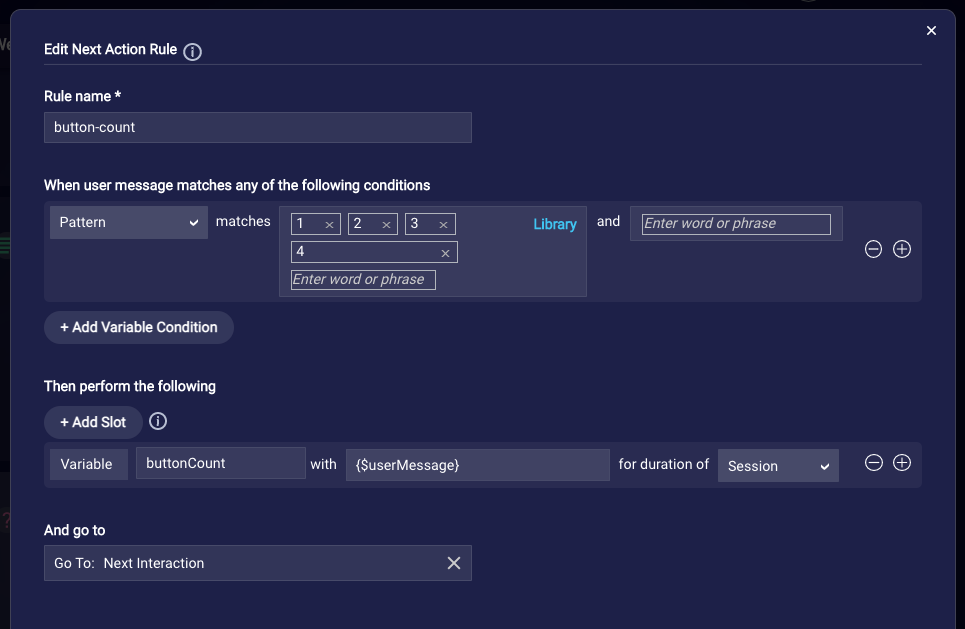 Edit Next Action Rule
Rule name *
button-count
When user message matches any of the following conditions
Pattern matches 1 × 2 × 3 × Library and Enter word or phrase
4 ×
Enter word or phrase
+ Add Variable Condition
Then perform the following
+ Add Slot
Variable buttonCount with {$userMessage} for duration of Session
And go to
Go To: Next Interaction